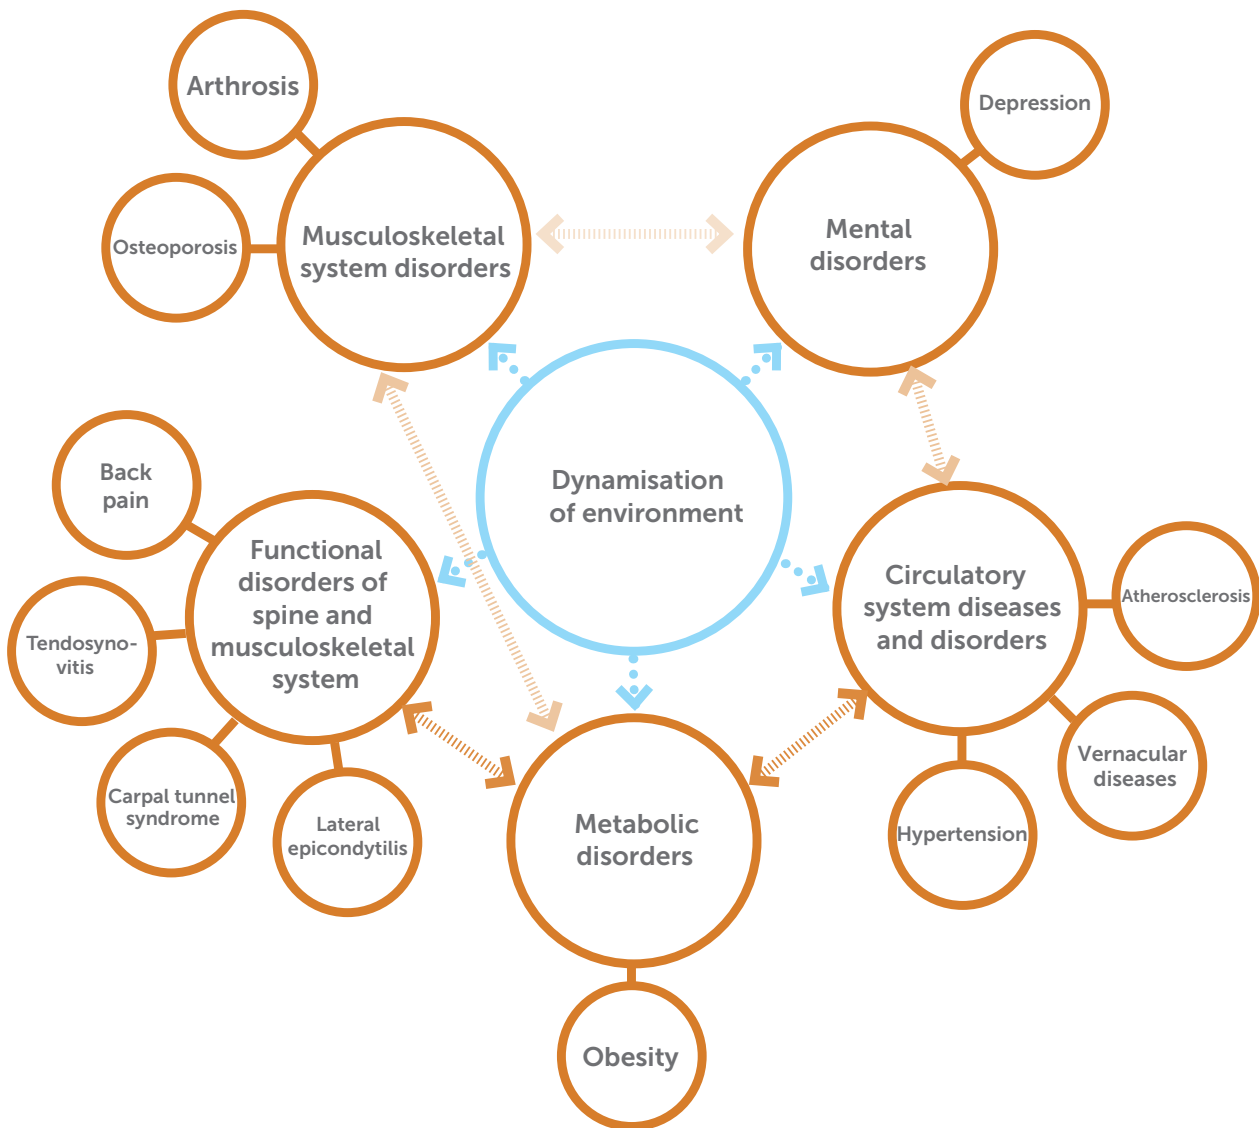 Arthrosis
Depression
Osteoporosis
Musculoskeletal
system disorders
Mental
disorders
Dynamisation
of environment
Back
pain
Functional
disorders of
spine and
musculoskeletal
system
Circulatory
system diseases
and disorders
Atherosclerosis
Tendosyno-
vitis
Vernacular
diseases
Carpal tunnel
syndrome
Lateral
epicondytilis
Metabolic
disorders
Hypertension
Obesity